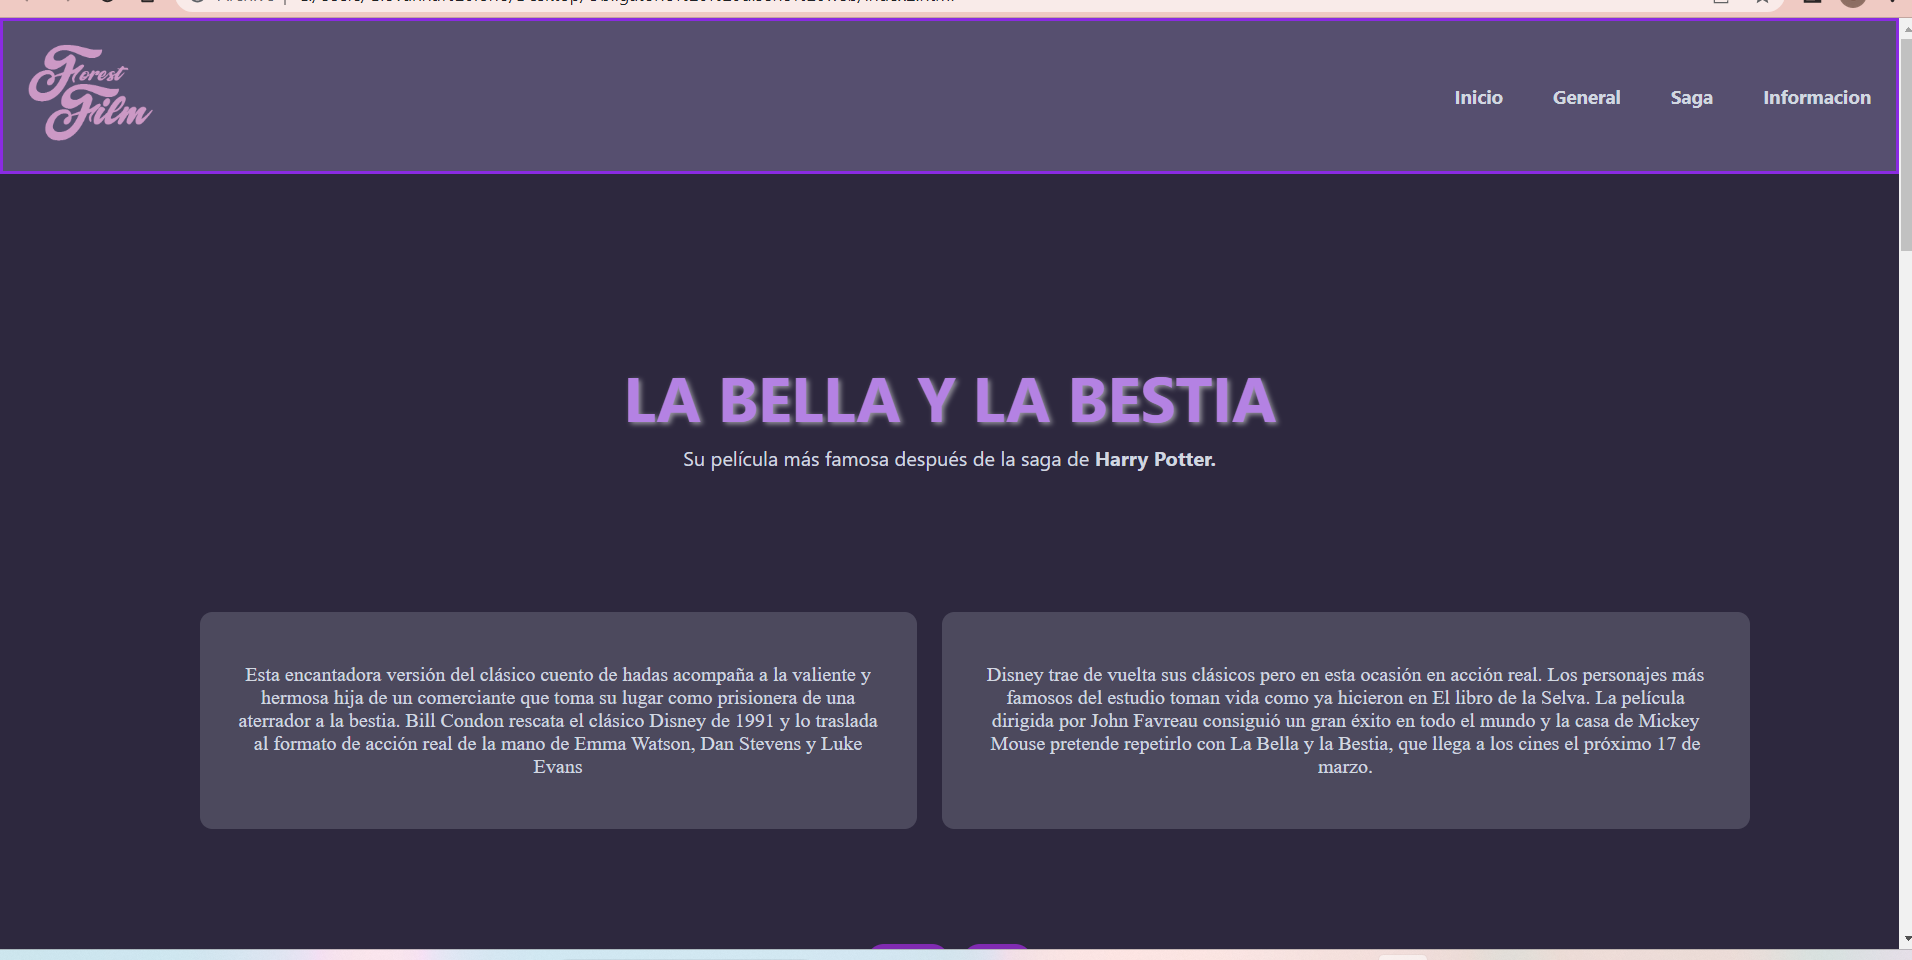 Forest
Film
Inicio General Saga Informacion
LA BELLA Y LA BESTIA
Su película más famosa después de la saga de Harry Potter.
Esta encantadora versión del clásico cuento de hadas acompaña a la valiente y
hermosa hija de un comerciante que toma su lugar como prisionera de una
aterrador a la bestia. Bill Condon rescata el clásico Disney de 1991 y lo traslada
al formato de acción real de la mano de Emma Watson, Dan Stevens y Luke
Evans
Disney trae de vuelta sus clásicos pero en esta ocasión en acción real. Los personajes más
famosos del estudio toman vida como ya hicieron en El libro de la Selva. La película
dirigida por John Favreau consiguió un gran éxito en todo el mundo y la casa de Mickey
Mouse pretende repetirlo con La Bella y la Bestia, que llega a los cines el próximo 17 de
marzo.